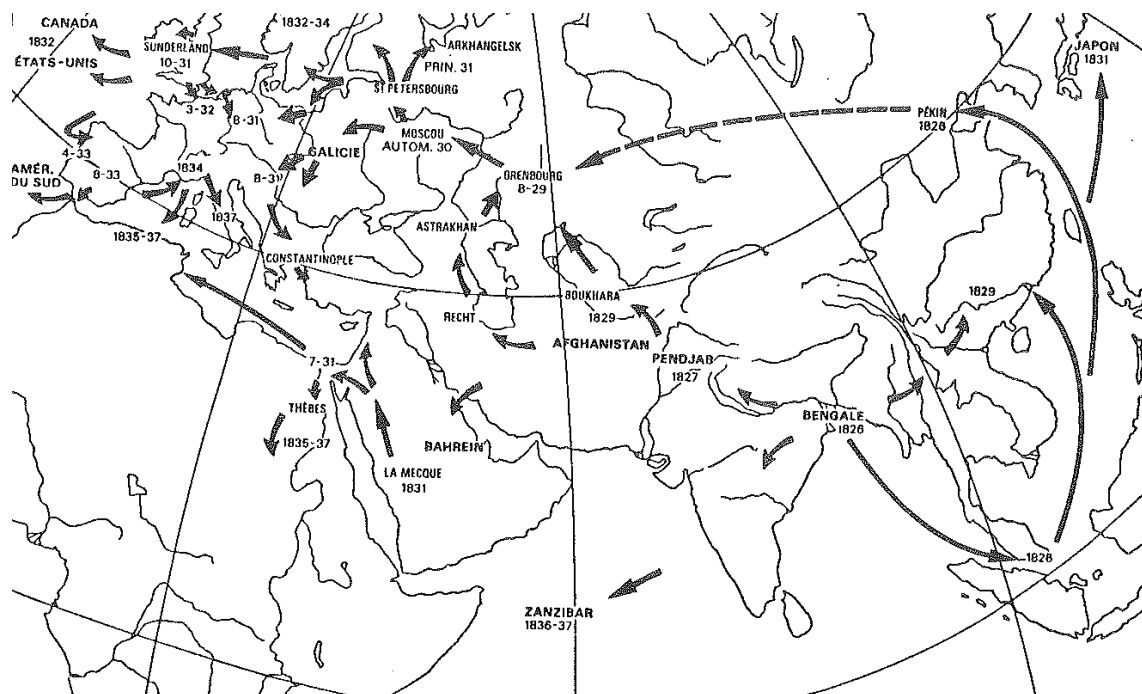 CANADA
1832
ÉTATS-UNIS
SUNDERLAND
10-31
1832-34
ARKHANGELSK
PRIN. 31
ST PETERSBOURG
JAPON
1831
3-32
8-31
MOSCOU
AUTOM. 30
PÉKIN
1826
4-33
AMÉR.
DU SUD
8-33
1834
GALICIE
8-31
ORENBOURG
8-29
1837
1835-37
ASTRAKHAN
CONSTANTINOPLE
BOUKHARA
1829
1829
RECHT
AFGHANISTAN
PENDJAB
1827
7-31
THÈBES
1835-37
BAHREIN
BENGALE
1826
LA MECQUE
1831
1826
ZANZIBAR
1836-37